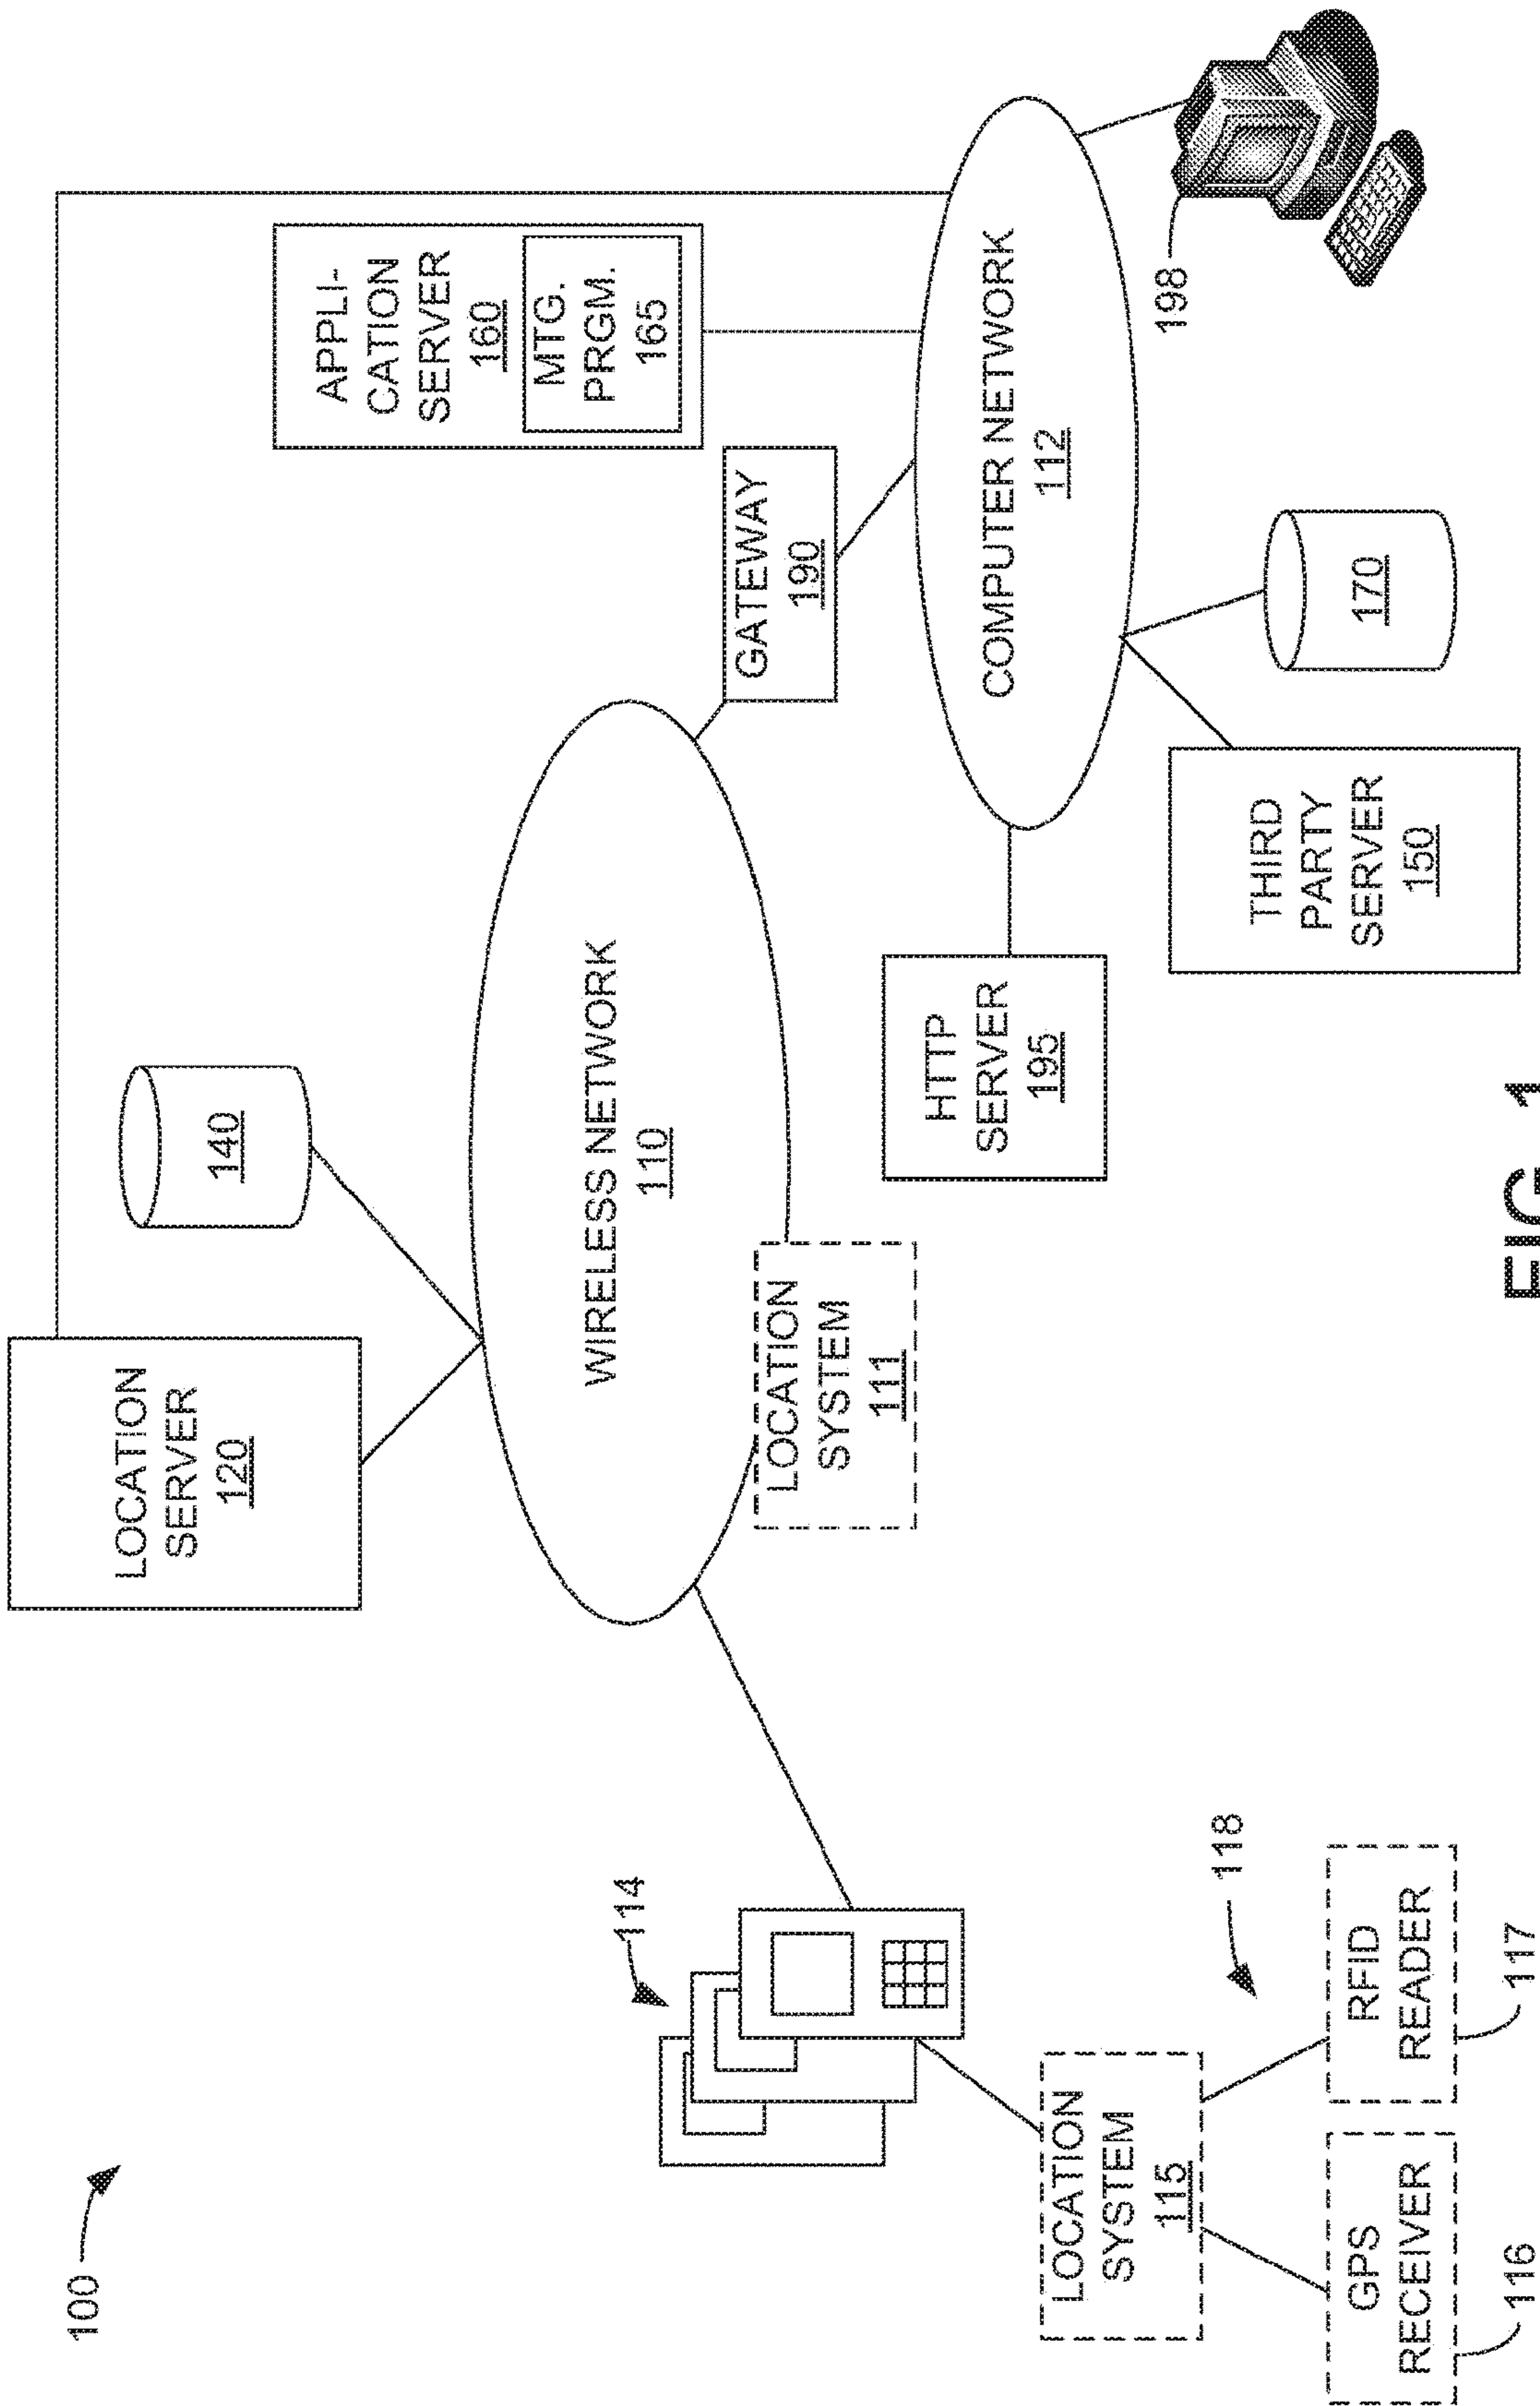 100
LOCATION
SERVER
120
140
APPLI-
CATION
SERVER
160
MTG.
PRGM.
165
WIRELESS NETWORK
110
GATEWAY
190
LOCATION
SYSTEM
111
114
COMPUTER NETWORK
112
HTTP
SERVER
195
198
LOCATION
SYSTEM
115
118
THIRD
PARTY
SERVER
150
170
GPS
RECEIVER
116
RFID
READER
117
FIG. 1